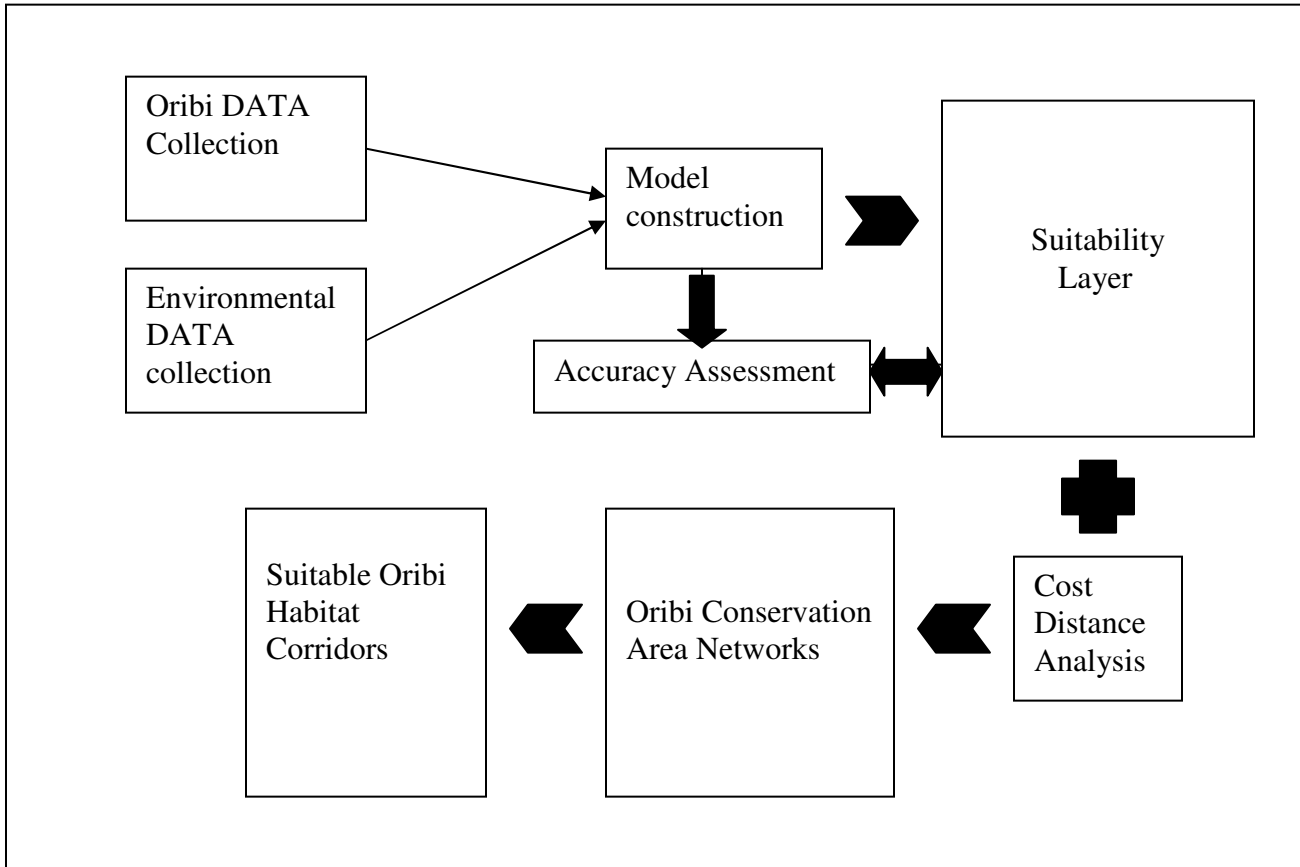 Oribi DATA
Collection
Environmental
DATA
collection
Model
construction
Accuracy Assessment
Suitability
Layer
Cost
Distance
Analysis
Oribi Conservation
Area Networks
Suitable Oribi
Habitat
Corridors